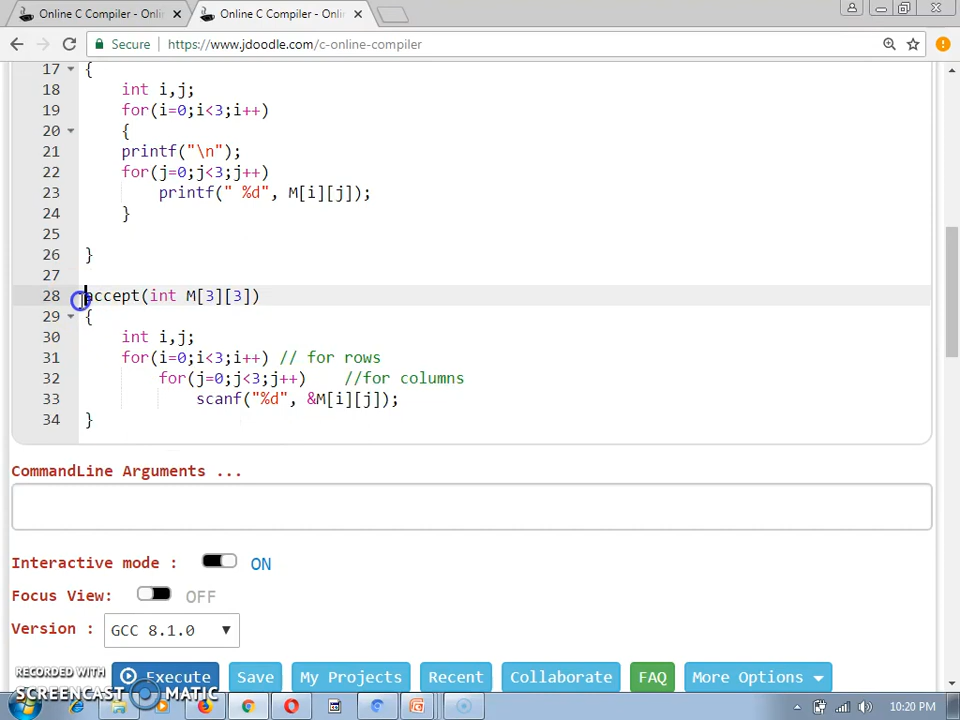 Online C Compiler - Onli
Online C Compiler - Onli
Secure https://www.jdoodle.com/c-online-compiler
17 {
18 int i,j;
19 for(i=0;i<3;i++)
20 {
21 printf("\n");
22 for(j=0;j<3;j++)
23 printf(" %d", M[i][j]);
24 }
25
26 }
27
28 accept(int M[3][3])
29 {
30 int i,j;
31 for(i=0;i<3;i++) // for rows
32 for(j=0;j<3;j++) //for columns
33 scanf("%d", &M[i][j]);
34 }
CommandLine Arguments ...
Interactive mode : ON
Focus View: OFF
Version : GCC 8.1.0
Execute Save My Projects Recent Collaborate FAQ More Options
RECORDED WITH
SCREENCAST MATIC
10:20 PM